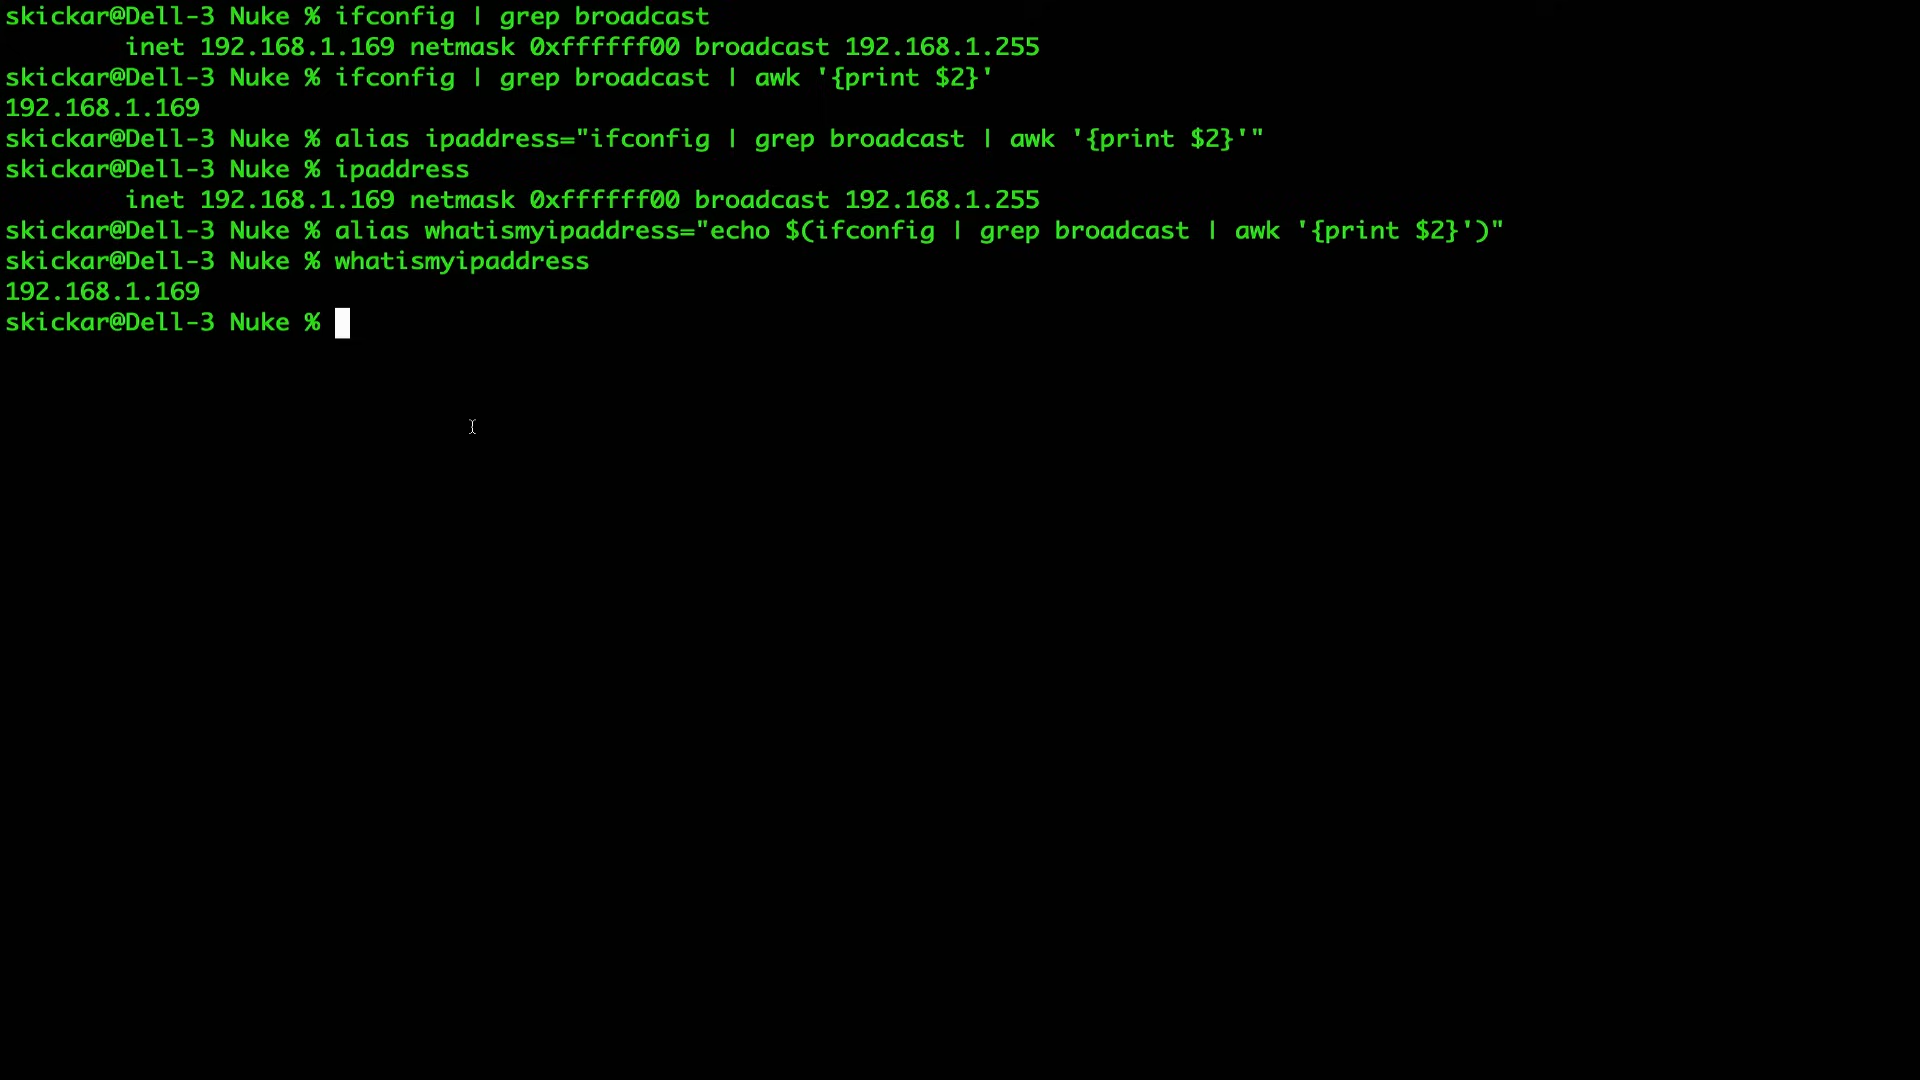 skickar@Dell-3 Nuke % ifconfig | grep broadcast
inet 192.168.1.169 netmask 0xffffff00 broadcast 192.168.1.255
skickar@Dell-3 Nuke % ifconfig | grep broadcast | awk '{print $2}'
192.168.1.169
skickar@Dell-3 Nuke % alias ipaddress="ifconfig | grep broadcast | awk '{print $2}'"
skickar@Dell-3 Nuke % ipaddress
inet 192.168.1.169 netmask 0xffffff00 broadcast 192.168.1.255
skickar@Dell-3 Nuke % alias whatismyipaddress="echo $(ifconfig | grep broadcast | awk '{print $2}')"
skickar@Dell-3 Nuke % whatismyipaddress
192.168.1.169
skickar@Dell-3 Nuke %